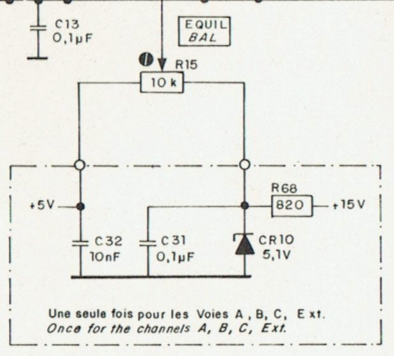 C13
0,1µF
EQUIL
BAL
R15
10 k
R68
+5V
820
+15V
C32
10nF
C31
0,1µF
CR10
5,1V
Une seule fois pour les Voies A, B, C, Ext.
Once for the channels A, B, C, Ext.